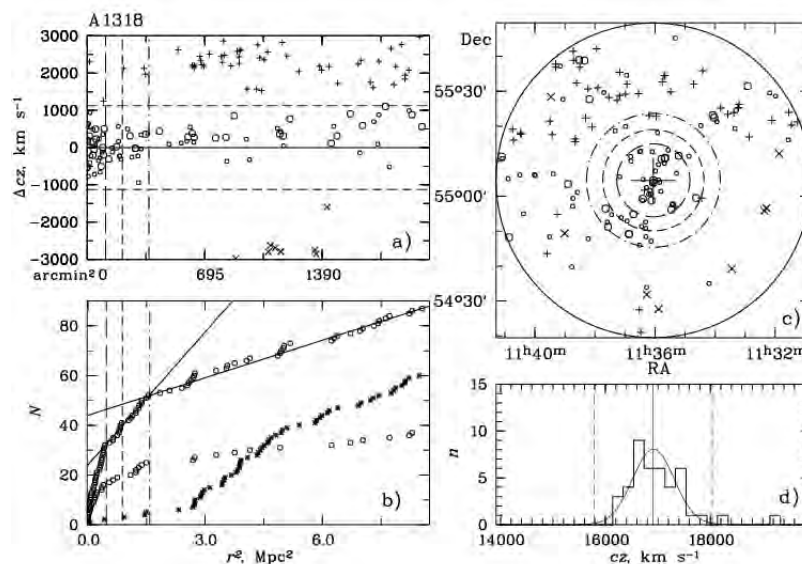 A1318
3000
2000
1000
0
−1000
−2000
−3000
Δcz, km s⁻¹
a)
arcmin² 0 695 1390
80
60
40
20
0
N
b)
0.0 3.0 6.0
r², Mpc²
Dec
55°30′
55°00′
54°30′
c)
11ʰ40ᵐ 11ʰ36ᵐ 11ʰ32ᵐ
RA
15
10
5
0
n
d)
14000 16000 18000
cz, km s⁻¹